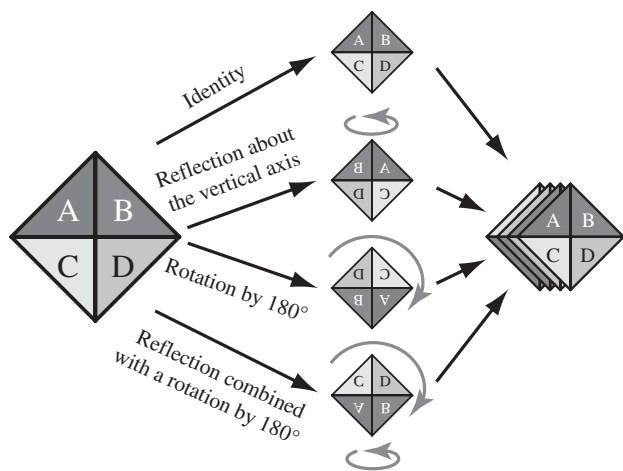 A B
C D
Identity
A B
C D
Reflection about
the vertical axis
B A
D C
Rotation by 180°
D C
B A
Reflection combined
with a rotation by 180°
C D
A B
A B
C D